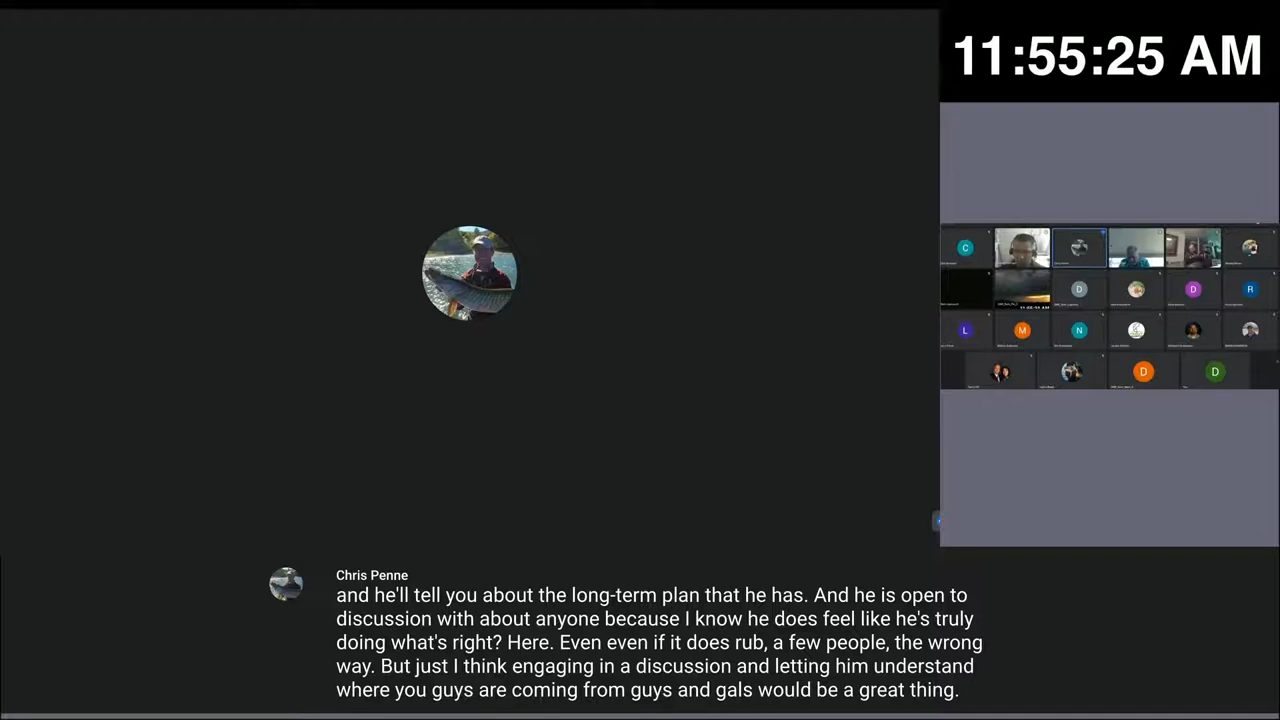 11:55:25 AM
C
D
D
R
L
M
N
D
D
Chris Penne
and he'll tell you about the long-term plan that he has. And he is open to
discussion with about anyone because I know he does feel like he's truly
doing what's right? Here. Even even if it does rub, a few people, the wrong
way. But just I think engaging in a discussion and letting him understand
where you guys are coming from guys and gals would be a great thing.